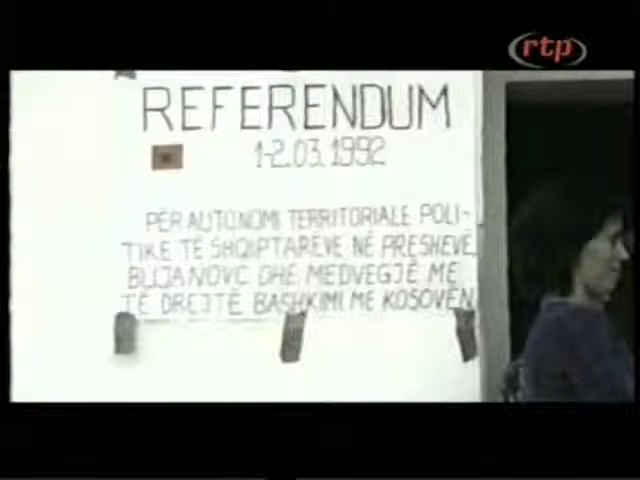 rtp
REFERENDUM
1-2.03.1992
PËR AUTONOMI TERRITORIALE POLI-
TIKE TË SHQIPTARËVE NË PRESHEVË,
BUJANOVC DHE MEDVEGJË ME
TË DREJTË BASHKIMI ME KOSOVËN